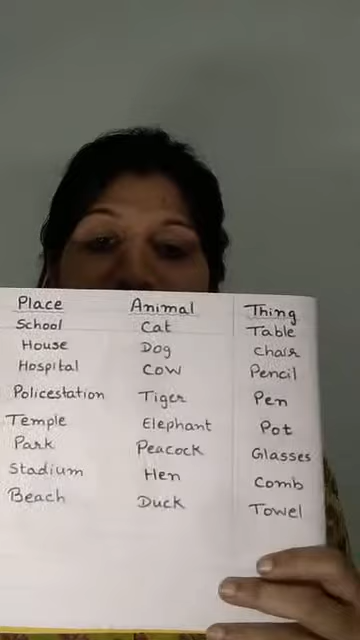 Place Animal Thing
School Cat Table
House Dog Chair
Hospital Cow Pencil
Policestation Tiger Pen
Temple Elephant Pot
Park Peacock Glasses
Stadium Hen Comb
Beach Duck Towel